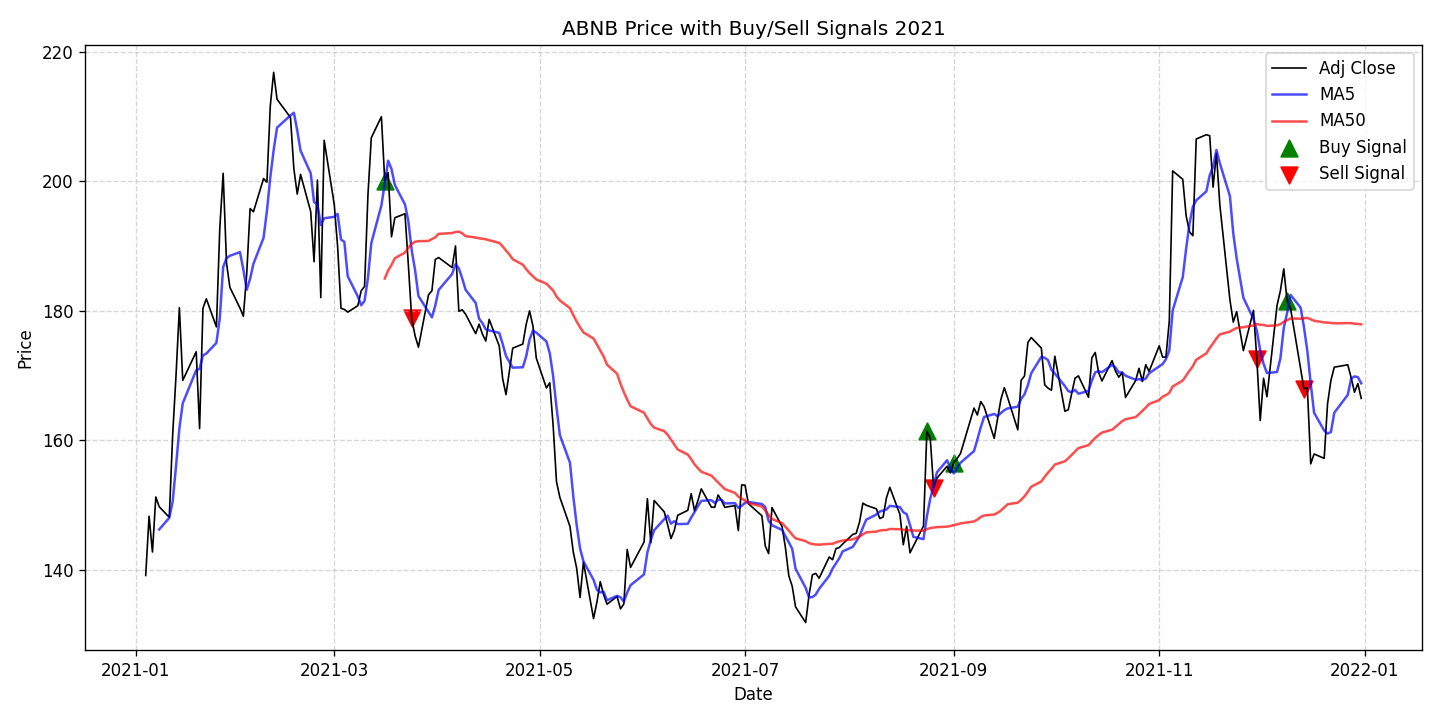 ABNB Price with Buy/Sell Signals 2021
220
200
180
160
140
Price
2021-01
2021-03
2021-05
2021-07
2021-09
2021-11
2022-01
Date
Adj Close
MA5
MA50
Buy Signal
Sell Signal